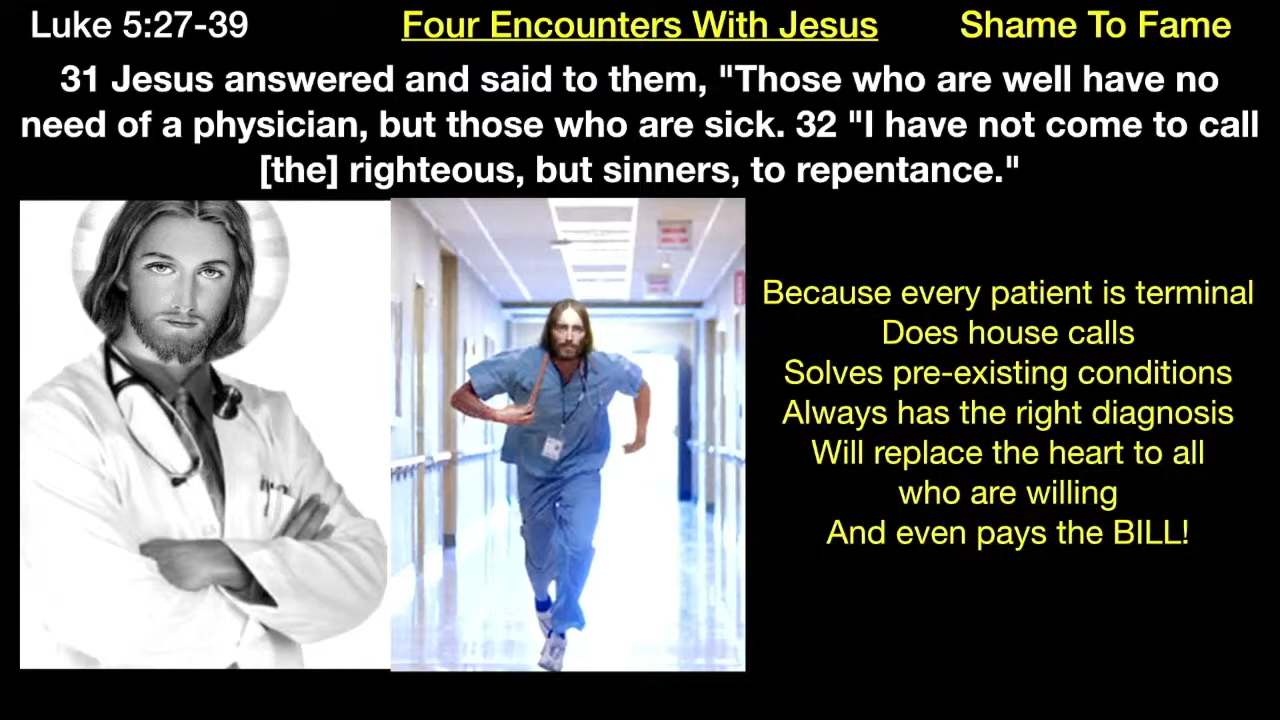 Luke 5:27-39
Four Encounters With Jesus
Shame To Fame
31 Jesus answered and said to them, "Those who are well have no
need of a physician, but those who are sick. 32 "I have not come to call
[the] righteous, but sinners, to repentance."
Because every patient is terminal
Does house calls
Solves pre-existing conditions
Always has the right diagnosis
Will replace the heart to all
who are willing
And even pays the BILL!